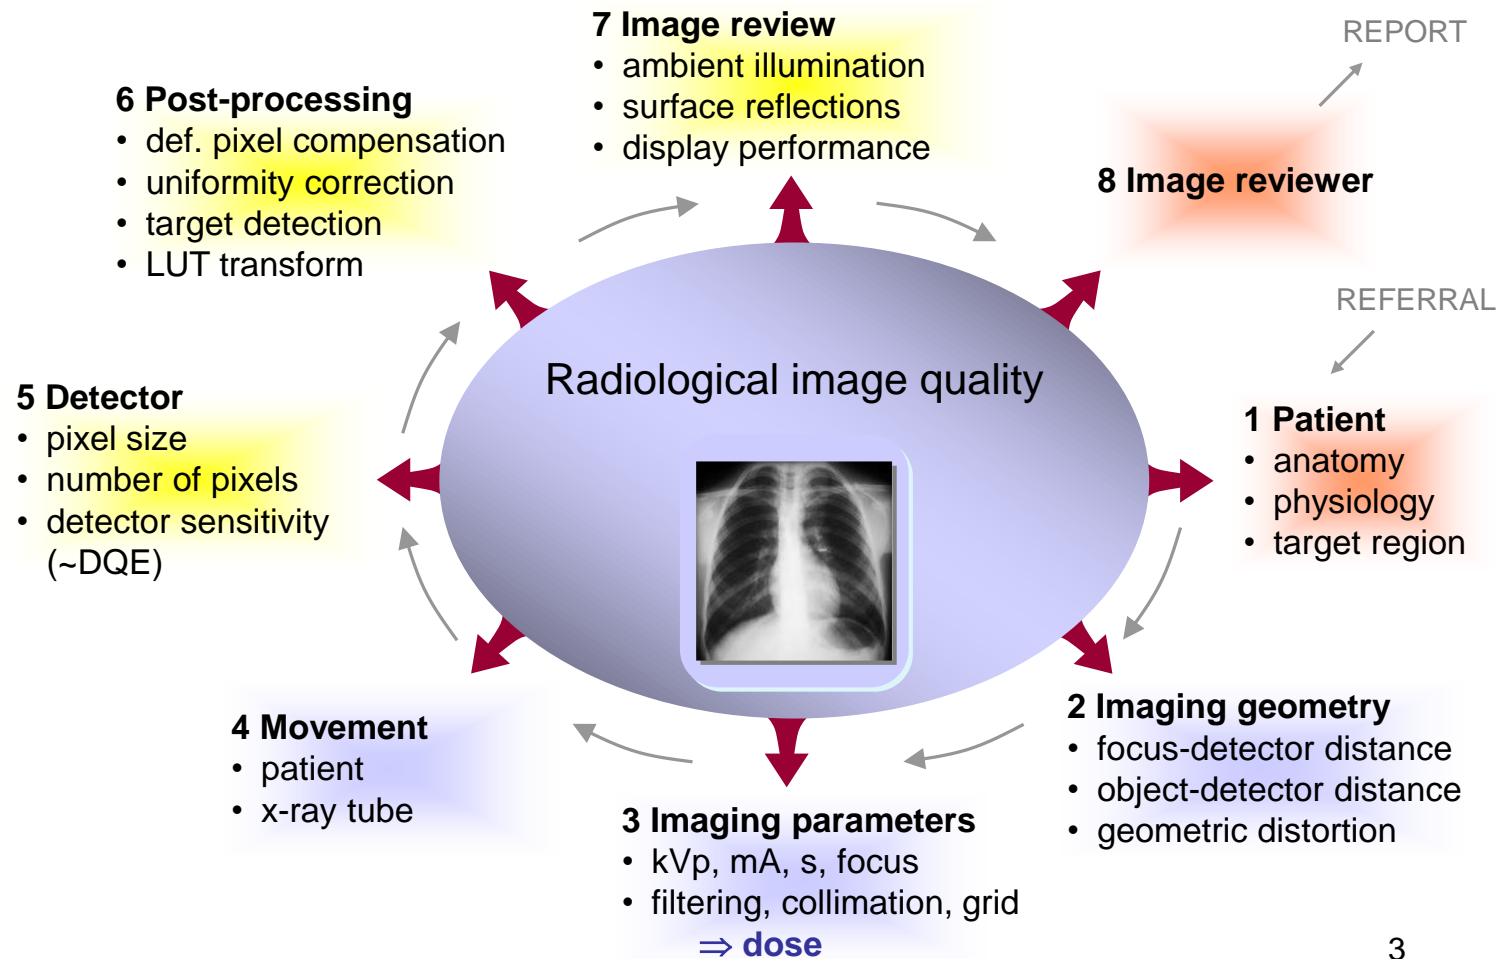 7 Image review
• ambient illumination
• surface reflections
• display performance
REPORT
6 Post-processing
• def. pixel compensation
• uniformity correction
• target detection
• LUT transform
8 Image reviewer
REFERRAL
Radiological image quality
5 Detector
• pixel size
• number of pixels
• detector sensitivity
(~DQE)
1 Patient
• anatomy
• physiology
• target region
4 Movement
• patient
• x-ray tube
2 Imaging geometry
• focus-detector distance
• object-detector distance
• geometric distortion
3 Imaging parameters
• kVp, mA, s, focus
• filtering, collimation, grid
⇒ dose
3